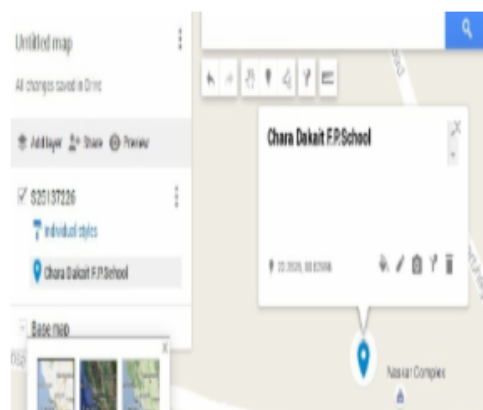 Untitled map
All changes saved in Drive
Add layer Share Preview
S25137226
Individual styles
Chara Dakait F.P.School
Base map
Chara Dakait F.P.School
Naskar Complex